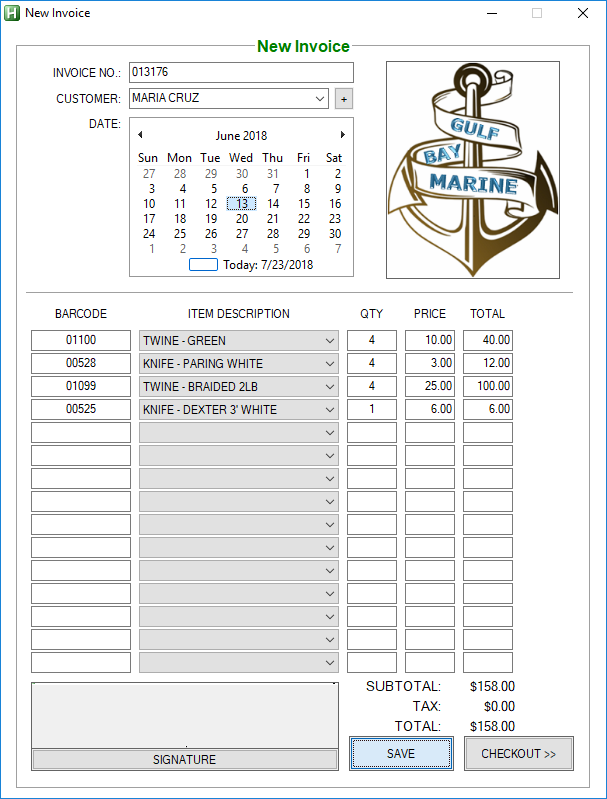 New Invoice
New Invoice
INVOICE NO.: 013176
CUSTOMER: MARIA CRUZ +
DATE:
June 2018
Sun Mon Tue Wed Thu Fri Sat
27 28 29 30 31 1 2
3 4 5 6 7 8 9
10 11 12 13 14 15 16
17 18 19 20 21 22 23
24 25 26 27 28 29 30
1 2 3 4 5 6 7
Today: 7/23/2018
GULF
BAY
MARINE
BARCODE ITEM DESCRIPTION QTY PRICE TOTAL
01100 TWINE - GREEN 4 10.00 40.00
00528 KNIFE - PARING WHITE 4 3.00 12.00
01099 TWINE - BRAIDED 2LB 4 25.00 100.00
00525 KNIFE - DEXTER 3' WHITE 1 6.00 6.00
SUBTOTAL: $158.00
TAX: $0.00
TOTAL: $158.00
SIGNATURE SAVE CHECKOUT >>